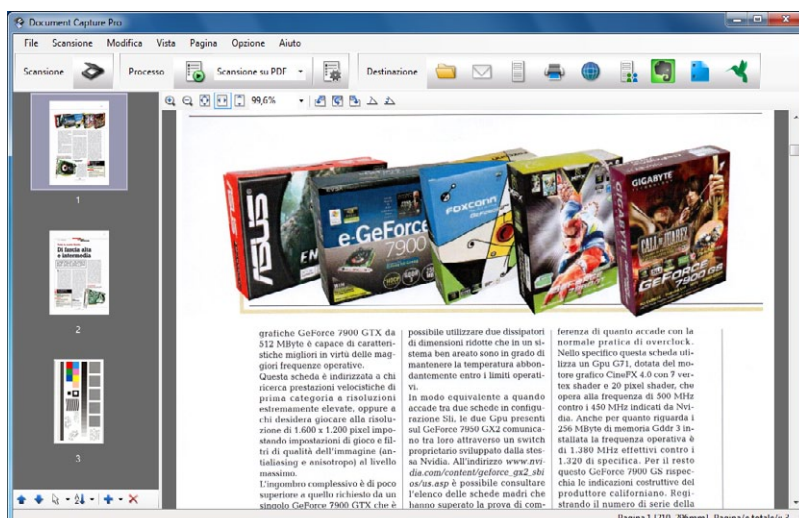 Document Capture Pro
File Scansione Modifica Vista Pagina Opzione Aiuto
Scansione Processo Scansione su PDF Destinazione
99,6%
1
2
3
Di fascia alta
e intermedia
ASUS
EN
ASUS
e-GeForce
7900
FOXCONN
GeForce
GIGABYTE
GIGABYTE
CALL OF JUAREZ
GEFORCE
7900 GS
grafiche GeForce 7900 GTX da
512 MByte è capace di caratteri-
stiche migliori in virtù delle mag-
giori frequenze operative.
Questa scheda è indirizzata a chi
ricerca prestazioni velocistiche di
prima categoria a risoluzioni
estremamente elevate, oppure a
chi desidera giocare alla risolu-
zione di 1.600 x 1.200 pixel impo-
stando impostazioni di gioco e fil-
tri di qualità dell'immagine (an-
tialiasing e anisotropo) al livello
massimo.
L'ingombro complessivo è di poco
superiore a quello richiesto da un
singolo GeForce 7900 GTX che è
possibile utilizzare due dissipatori
di dimensioni ridotte che in un si-
stema ben areato sono in grado di
mantenere la temperatura abbon-
dantemente entro i limiti operati-
vi.
In modo equivalente a quando
accade tra due schede in configu-
razione Sli, le due Gpu presenti
sul GeForce 7950 GX2 comunica-
no tra loro attraverso un switch
proprietario sviluppato dalla stes-
sa Nvidia. All'indirizzo www.nvi-
dia.com/content/geforce_gx2_sbi
os/us.asp è possibile consultare
l'elenco delle schede madri che
hanno superato la prova di com-
ferenza di quanto accade con la
normale pratica di overclock.
Nello specifico questa scheda uti-
lizza un Gpu G71, dotata del mo-
tore grafico CineFX 4.0 con 7 ver-
tex shader e 20 pixel shader, che
opera alla frequenza di 500 MHz
contro i 450 MHz indicati da Nvi-
dia. Anche per quanto riguarda i
256 MByte di memoria Gddr 3 in-
stallata la frequenza operativa è
di 1.380 MHz effettivi contro i
1.320 di specifica. Per il resto
questo GeForce 7900 GS rispec-
chia le indicazioni costruttive del
produttore californiano. Regi-
strando il numero di serie della